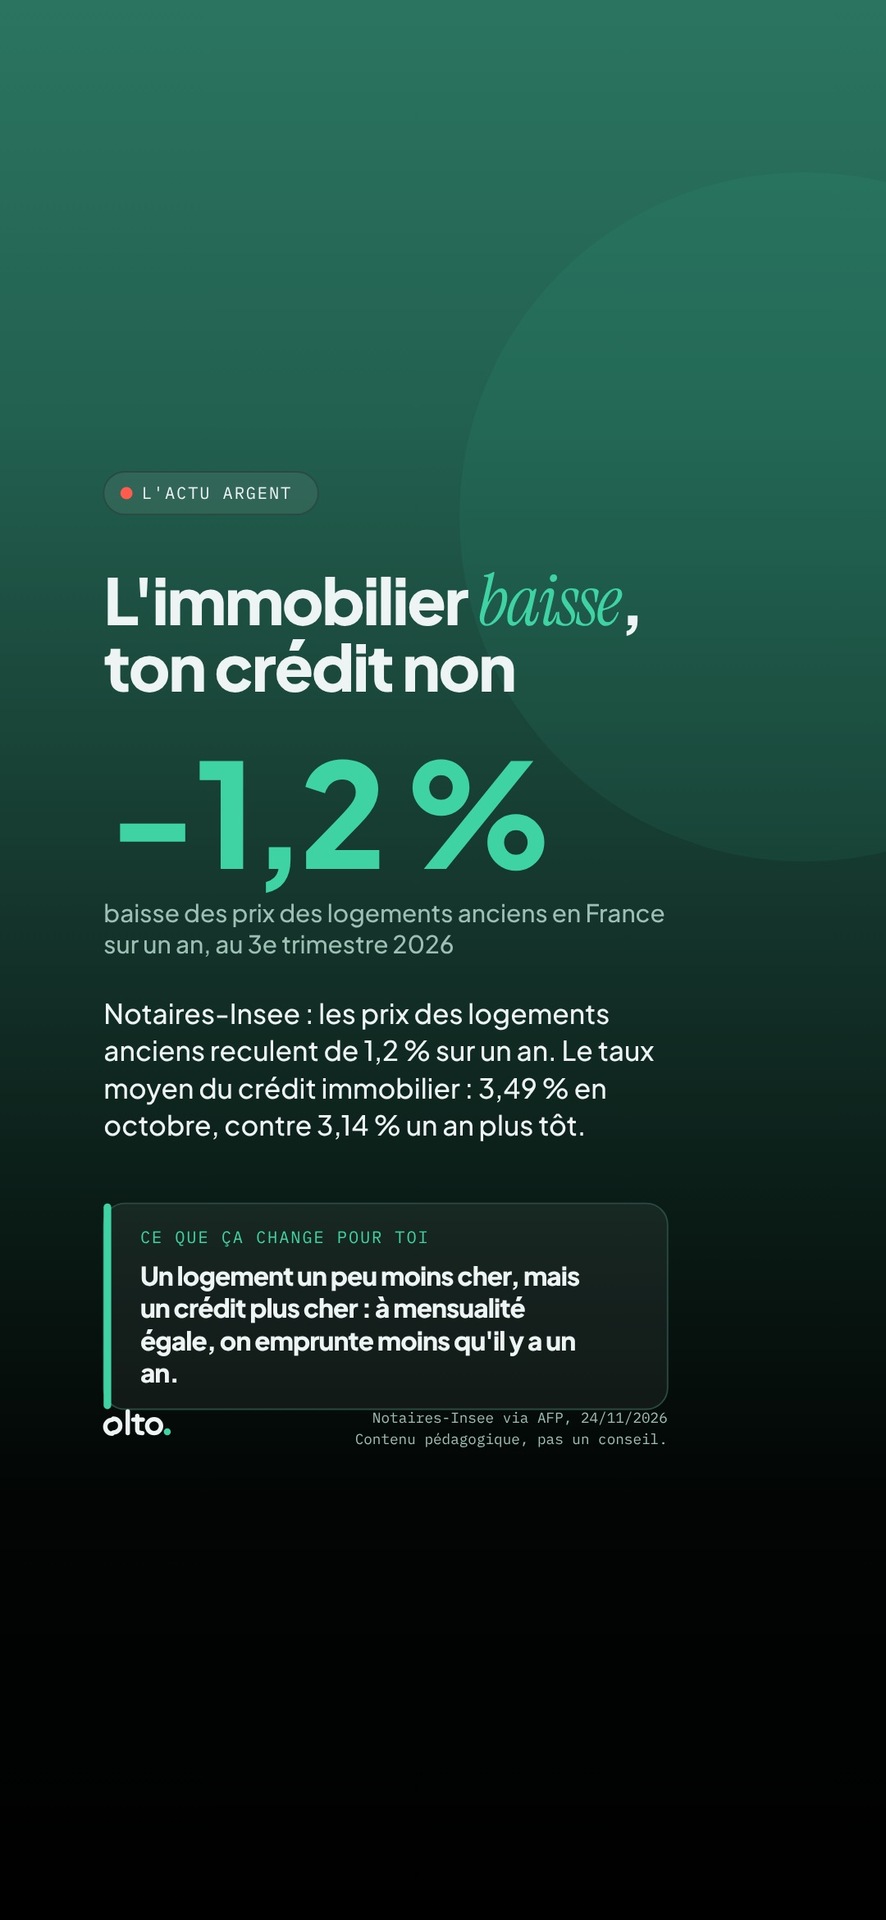 L'ACTU ARGENT
L'immobilier baisse,
ton crédit non
–1,2 %
baisse des prix des logements anciens en France
sur un an, au 3e trimestre 2026
Notaires-Insee : les prix des logements
anciens reculent de 1,2 % sur un an. Le taux
moyen du crédit immobilier : 3,49 % en
octobre, contre 3,14 % un an plus tôt.
CE QUE ÇA CHANGE POUR TOI
Un logement un peu moins cher, mais
un crédit plus cher : à mensualité
égale, on emprunte moins qu'il y a un
an.
olto.
Notaires-Insee via AFP, 24/11/2026
Contenu pédagogique, pas un conseil.